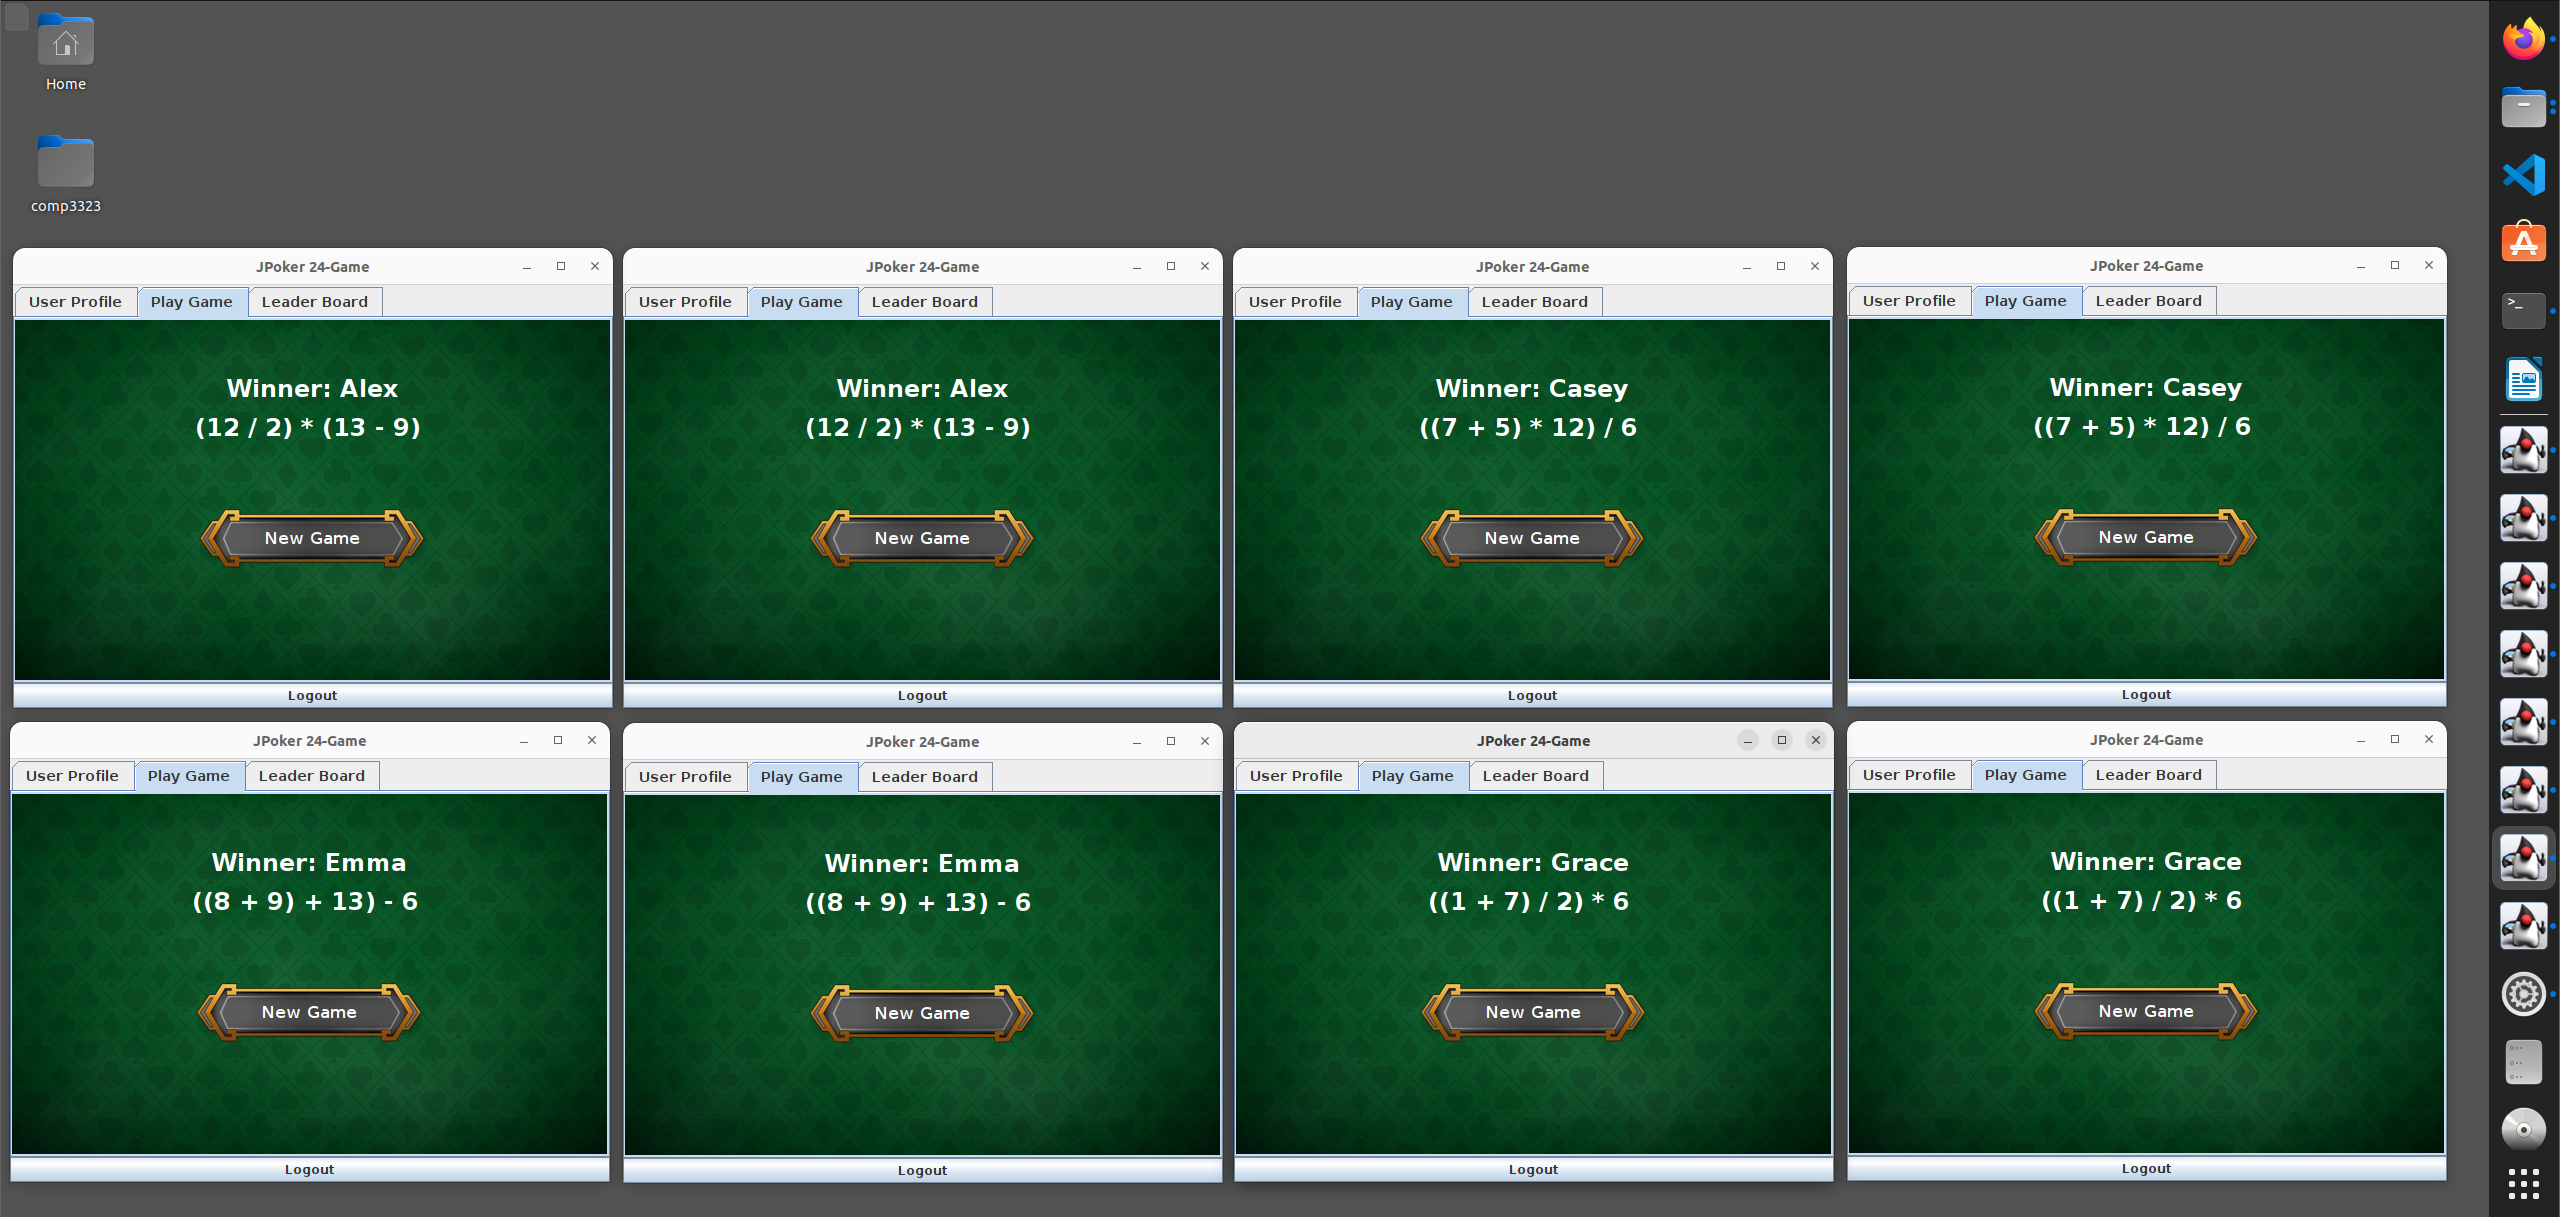 Home
comp3323
JPoker 24-Game
User Profile Play Game Leader Board
Winner: Alex
(12 / 2) * (13 - 9)
New Game
Logout
JPoker 24-Game
User Profile Play Game Leader Board
Winner: Alex
(12 / 2) * (13 - 9)
New Game
Logout
JPoker 24-Game
User Profile Play Game Leader Board
Winner: Casey
((7 + 5) * 12) / 6
New Game
Logout
JPoker 24-Game
User Profile Play Game Leader Board
Winner: Casey
((7 + 5) * 12) / 6
New Game
Logout
JPoker 24-Game
User Profile Play Game Leader Board
Winner: Emma
((8 + 9) + 13) - 6
New Game
Logout
JPoker 24-Game
User Profile Play Game Leader Board
Winner: Emma
((8 + 9) + 13) - 6
New Game
Logout
JPoker 24-Game
User Profile Play Game Leader Board
Winner: Grace
((1 + 7) / 2) * 6
New Game
Logout
JPoker 24-Game
User Profile Play Game Leader Board
Winner: Grace
((1 + 7) / 2) * 6
New Game
Logout